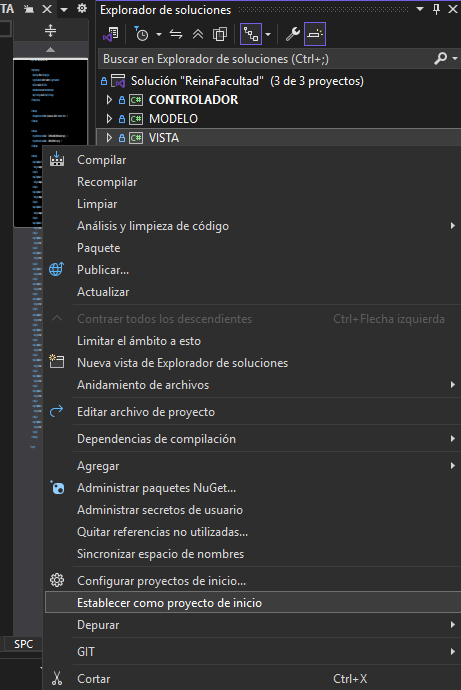 TA
Explorador de soluciones
Buscar en Explorador de soluciones (Ctrl+;)
Solución "ReinaFacultad" (3 de 3 proyectos)
C# CONTROLADOR
C# MODELO
C# VISTA
Compilar
Recompilar
Limpiar
Análisis y limpieza de código
Paquete
Publicar...
Actualizar
Contraer todos los descendientes Ctrl+Flecha izquierda
Limitar el ámbito a esto
Nueva vista de Explorador de soluciones
Anidamiento de archivos
Editar archivo de proyecto
Dependencias de compilación
Agregar
Administrar paquetes NuGet...
Administrar secretos de usuario
Quitar referencias no utilizadas...
Sincronizar espacio de nombres
Configurar proyectos de inicio...
Establecer como proyecto de inicio
Depurar
SPC
GIT
Cortar Ctrl+X